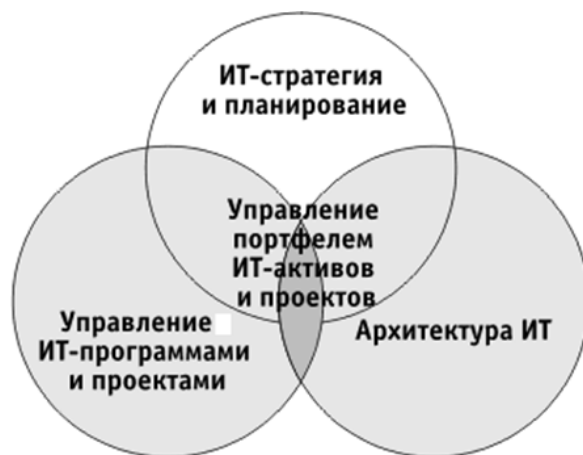 ИТ-стратегия
и планирование
Управление
портфелем
ИТ-активов
и проектов
Управление
ИТ-программами
и проектами
Архитектура ИТ